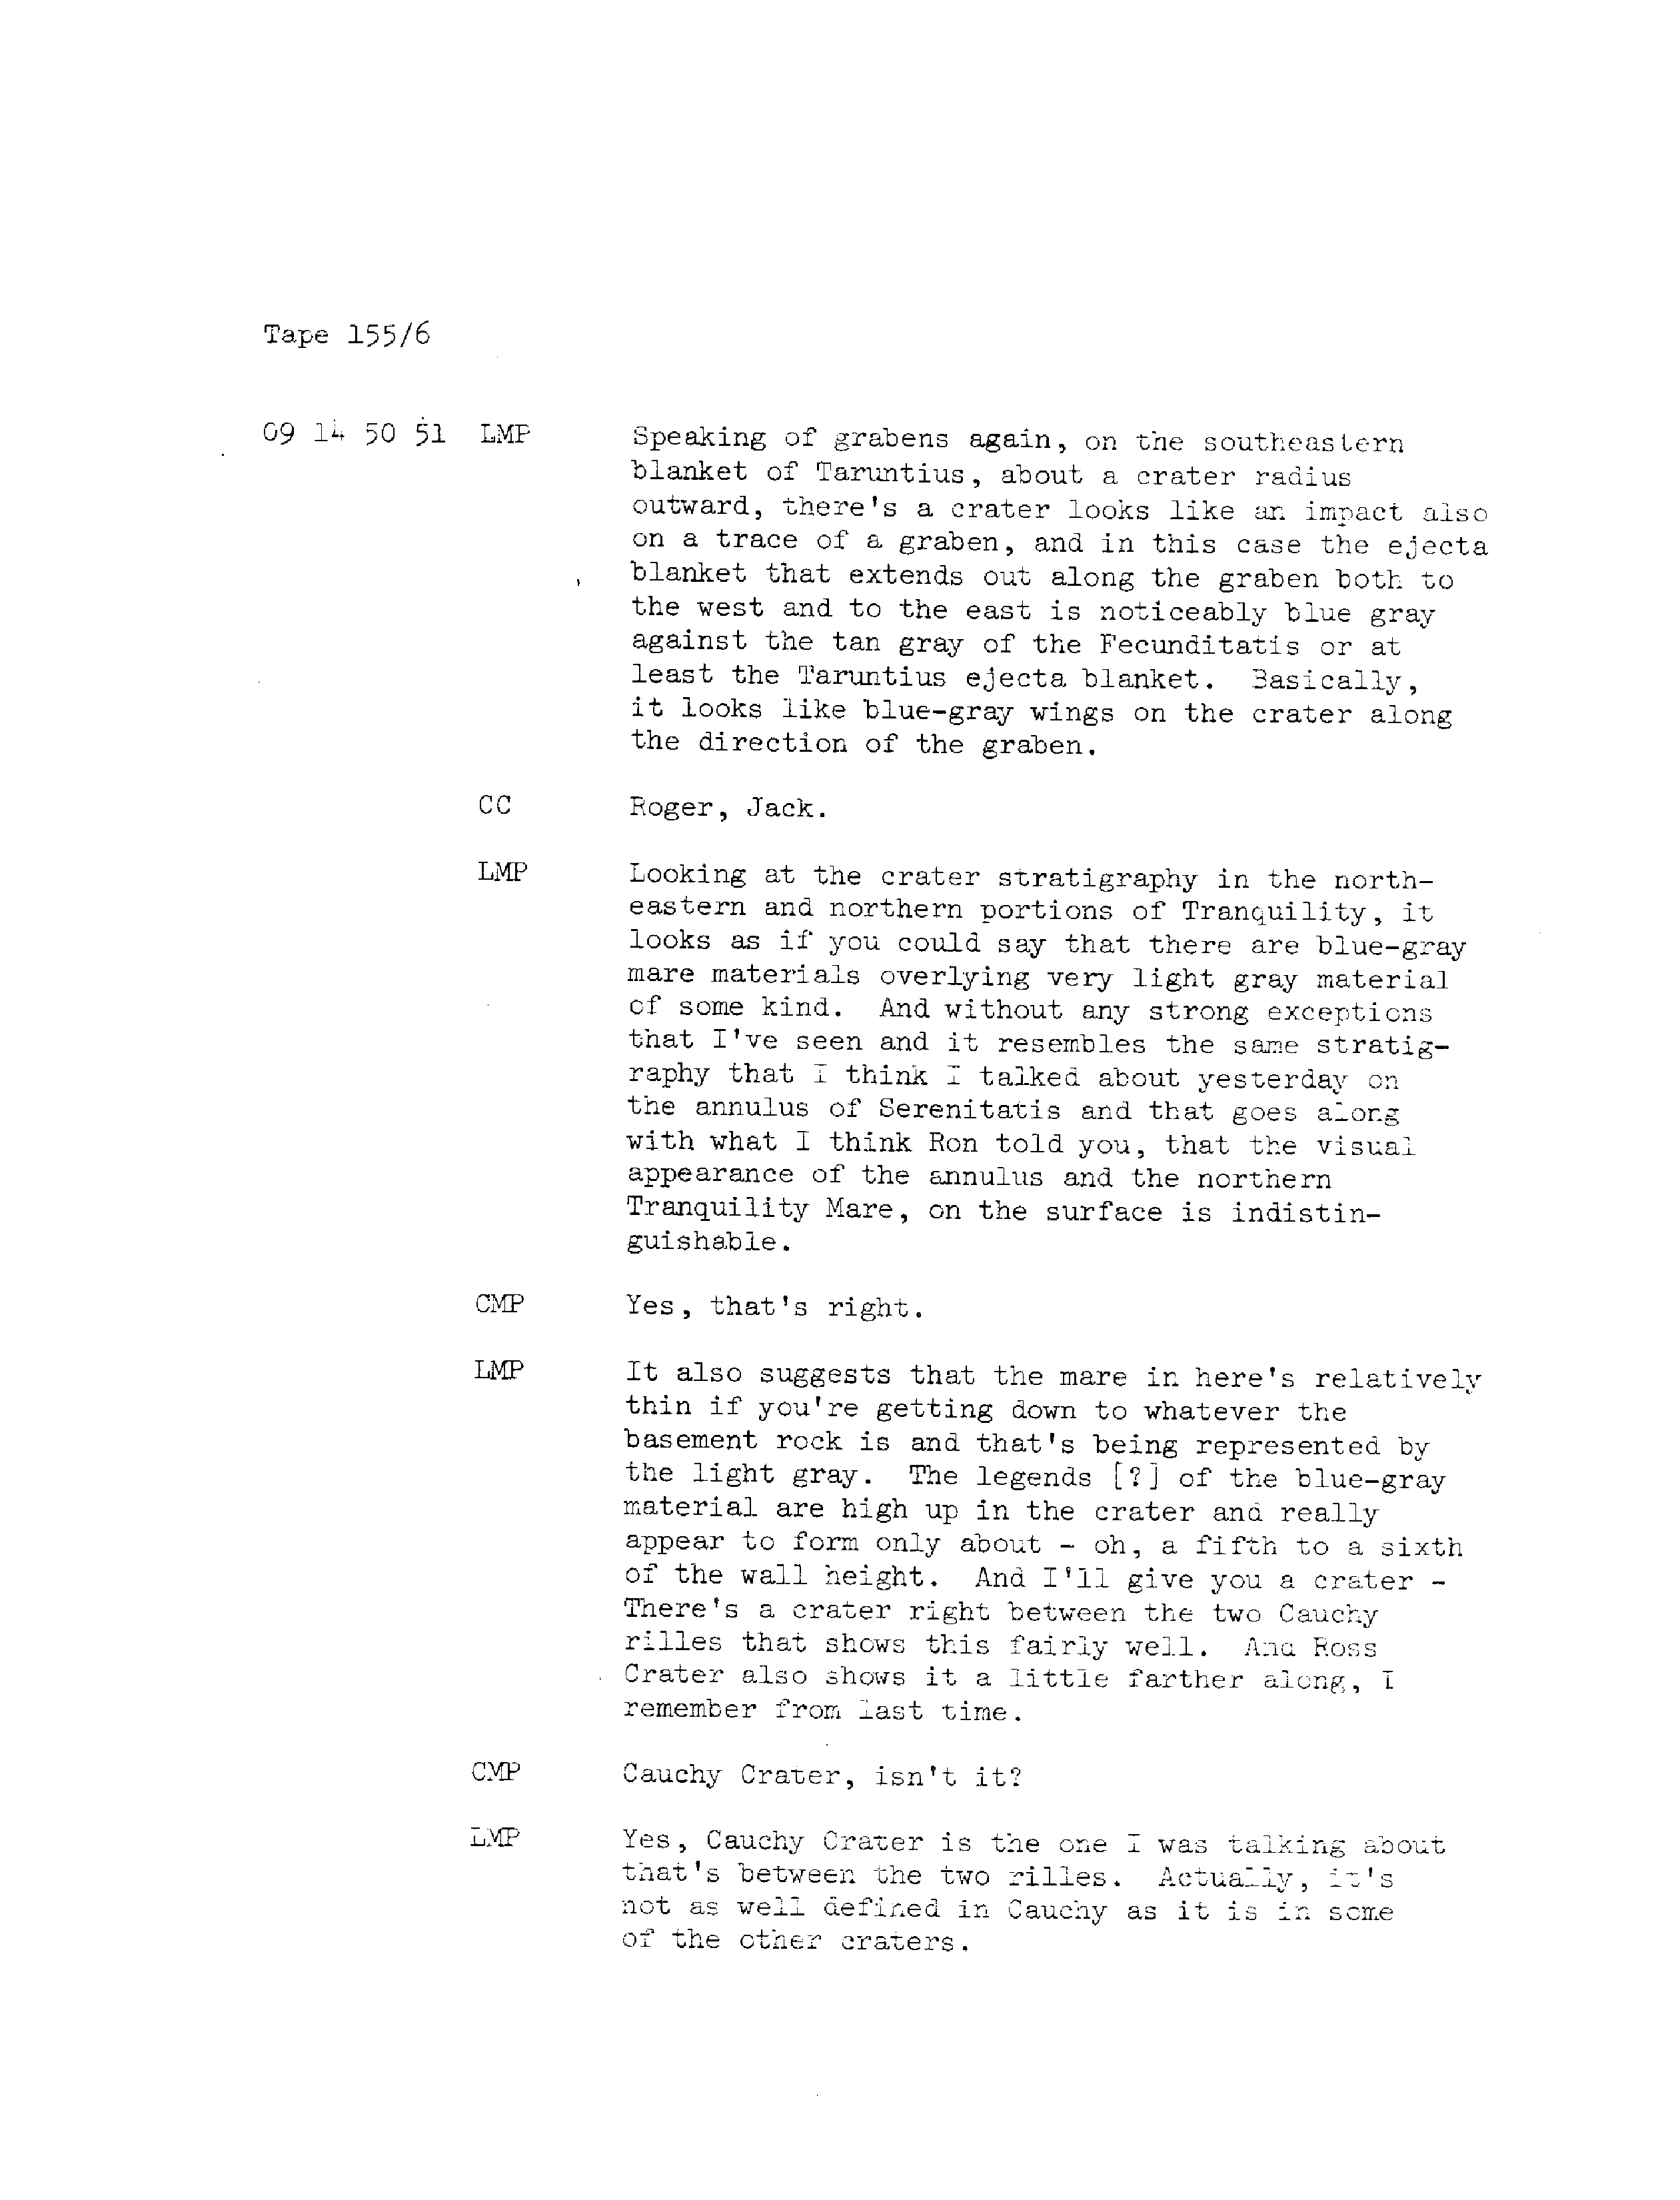 Tape 155/6
09 14 50 51 LMP Speaking of grabens again, on the southeastern
blanket of Taruntius, about a crater radius
outward, there's a crater looks like an impact also
on a trace of a graben, and in this case the ejecta
blanket that extends out along the graben both to
the west and to the east is noticeably blue gray
against the tan gray of the Fecunditatis or at
least the Taruntius ejecta blanket. Basically,
it looks like blue-gray wings on the crater along
the direction of the graben.
CC Roger, Jack.
LMP Looking at the crater stratigraphy in the north-
eastern and northern portions of Tranquility, it
looks as if you could say that there are blue-gray
mare materials overlying very light gray material
of some kind. And without any strong exceptions
that I've seen and it resembles the same stratig-
raphy that I think I talked about yesterday on
the annulus of Serenitatis and that goes along
with what I think Ron told you, that the visual
appearance of the annulus and the northern
Tranquility Mare, on the surface is indistin-
guishable.
CMP Yes, that's right.
LMP It also suggests that the mare in here's relatively
thin if you're getting down to whatever the
basement rock is and that's being represented by
the light gray. The legends [?] of the blue-gray
material are high up in the crater and really
appear to form only about - oh, a fifth to a sixth
of the wall height. And I'll give you a crater -
There's a crater right between the two Cauchy
rilles that shows this fairly well. And Ross
Crater also shows it a little farther along, I
remember from last time.
CMP Cauchy Crater, isn't it?
LMP Yes, Cauchy Crater is the one I was talking about
that's between the two rilles. Actually, it's
not as well defined in Cauchy as it is in some
of the other craters.